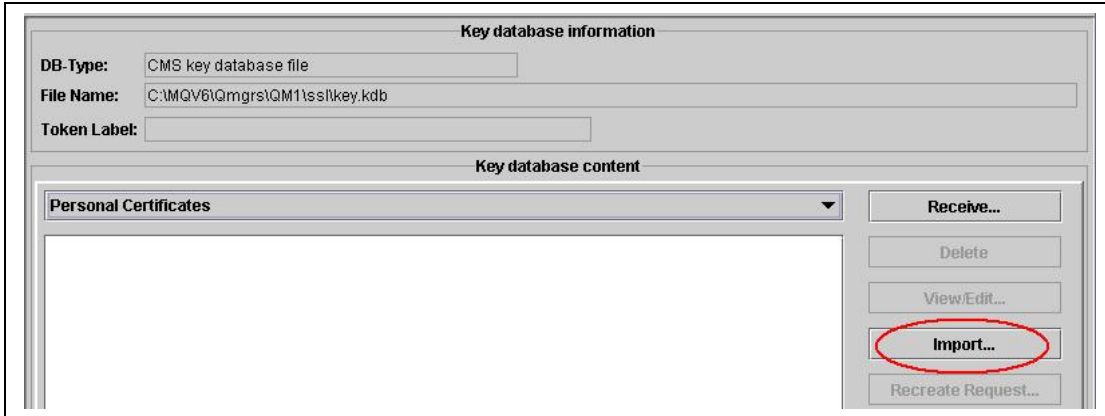 Key database information
DB-Type: CMS key database file
File Name: C:\MQV6\Qmgrs\QM1\ssl\key.kdb
Token Label:
Key database content
Personal Certificates
Receive...
Delete
View/Edit...
Import...
Recreate Request...